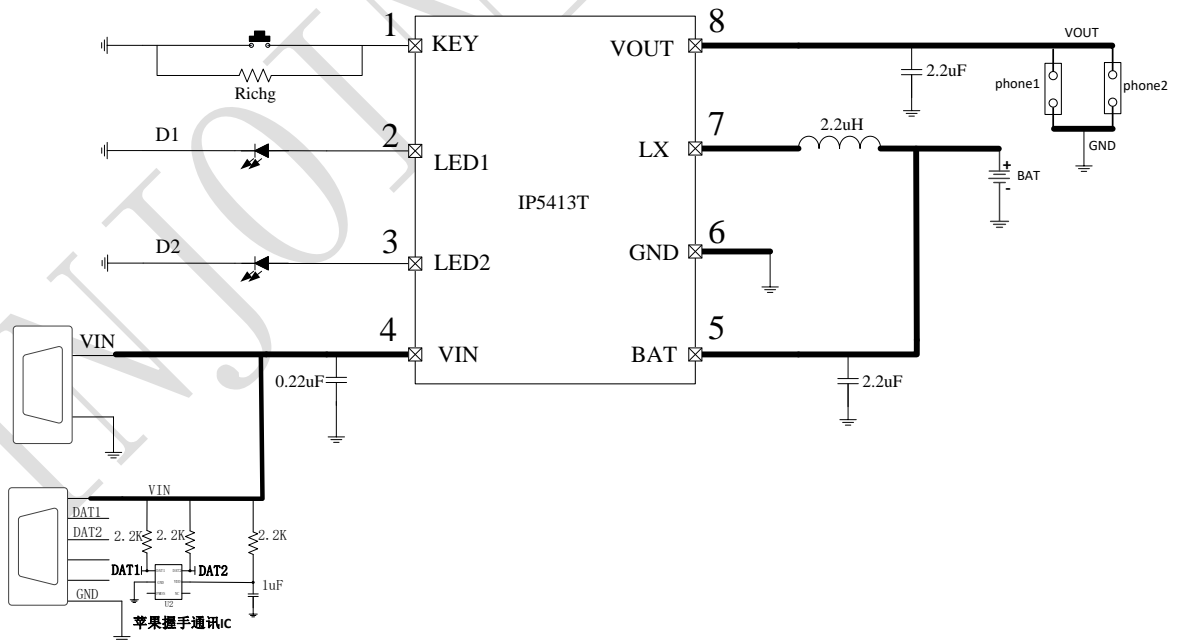 1
KEY
Richg
D1
2
LED1
D2
3
LED2
VIN
4
VIN
0.22uF
IP5413T
8
VOUT
VOUT
2.2uF
phone1
phone2
GND
7
LX
2.2uH
+
BAT
-
6
GND
5
BAT
2.2uF
VIN
DAT1
DAT2
2.2K
2.2K
2.2K
DAT1
DAT2
GND
1uF
U2
苹果握手通讯IC